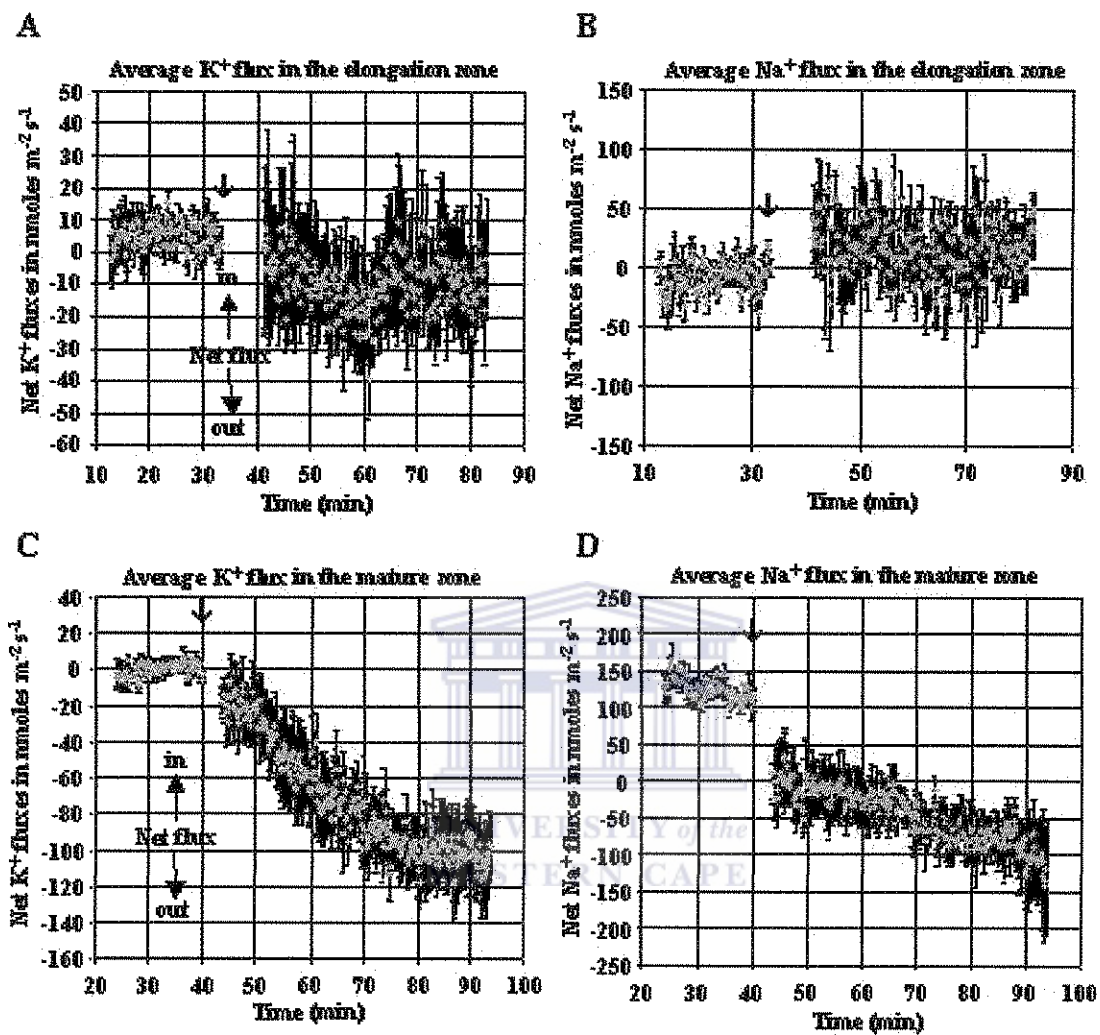 A
Average K+ flux in the elongation zone
Net K+ fluxes in nmoles m-2 s-1
50
40
30
20
10
0
-10
-20
-30
-40
-50
-60
in
Net flux
out
10 20 30 40 50 60 70 80 90
Time (min)
B
Average Na+ flux in the elongation zone
Net Na+ fluxes in nmoles m-2 s-1
150
100
50
0
-50
-100
-150
10 30 50 70 90
Time (min)
C
Average K+ flux in the mature zone
Net K+ fluxes in nmoles m-2 s-1
40
20
0
-20
-40
-60
-80
-100
-120
-140
-160
in
Net flux
out
20 30 40 50 60 70 80 90 100
Time (min)
D
Average Na+ flux in the mature zone
Net Na+ fluxes in nmoles m-2 s-1
250
200
150
100
50
0
-50
-100
-150
-200
-250
20 30 40 50 60 70 80 90 100
Time (min)
UNIVERSITY of the
WESTERN CAPE